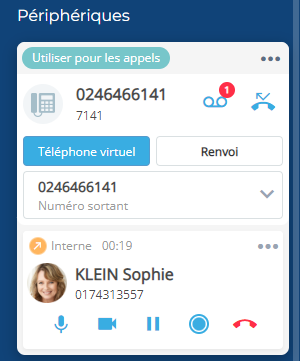 Périphériques
Utiliser pour les appels
0246466141
1
7141
Téléphone virtuel
Renvoi
0246466141
Numéro sortant
Interne 00:19
KLEIN Sophie
0174313557